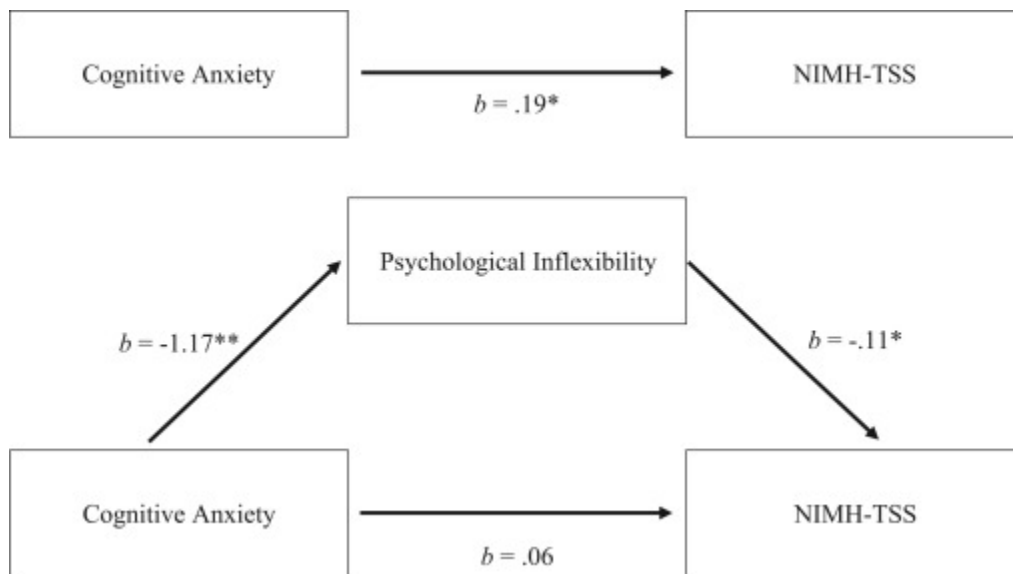 Cognitive Anxiety
NIMH-TSS
b = .19*
Psychological Inflexibility
b = -1.17**
b = -.11*
Cognitive Anxiety
NIMH-TSS
b = .06